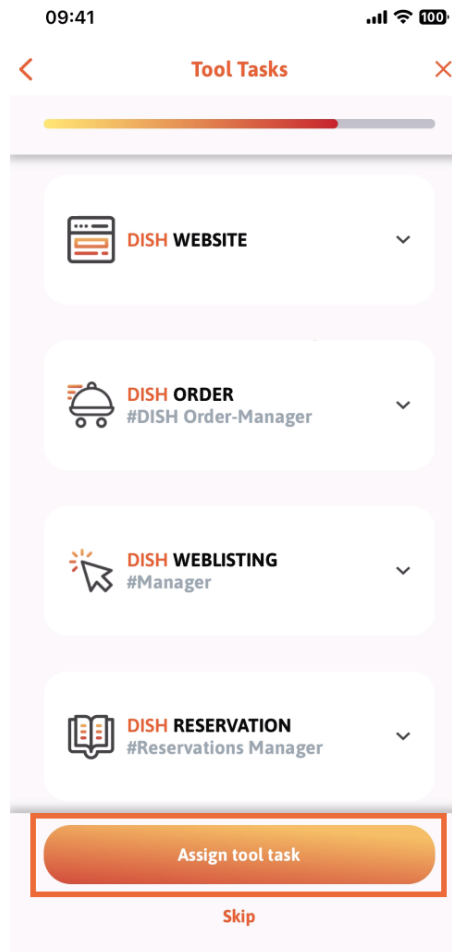 09:41
100
Tool Tasks
DISH WEBSITE
DISH ORDER
#DISH Order-Manager
DISH WEBLISTING
#Manager
DISH RESERVATION
#Reservations Manager
Assign tool task
Skip